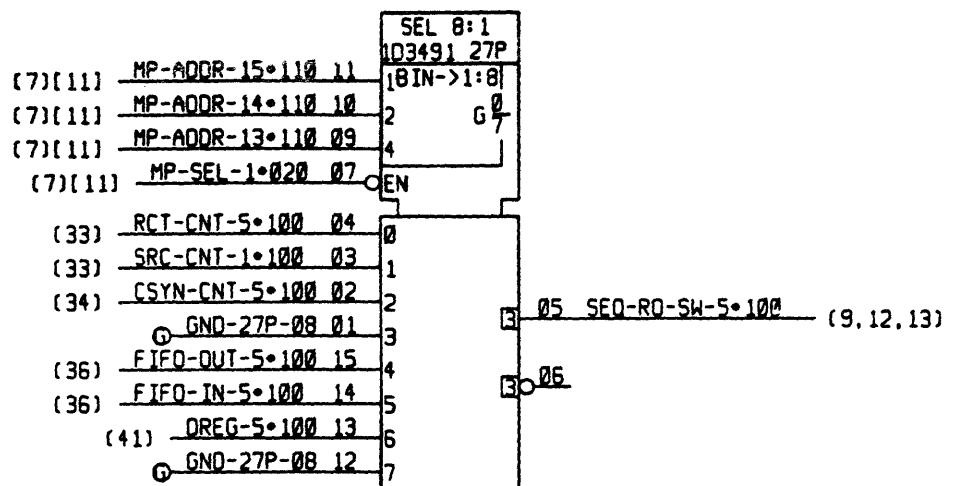 SEL 8:1
1D3491 27P
(7)[11] MP-ADDR-15•110 11 1 BIN->1:8
(7)[11] MP-ADDR-14•110 10 2 G 0/7
(7)[11] MP-ADDR-13•110 09 4
(7)[11] MP-SEL-1•020 07 EN
(33) RCT-CNT-5•100 04 0
(33) SRC-CNT-1•100 03 1
(34) CSYN-CNT-5•100 02 2
G GND-27P-08 01 3
3 05 SEQ-RO-SW-5•100 (9,12,13)
(36) FIFO-OUT-5•100 15 4
(36) FIFO-IN-5•100 14 5
3 06
(41) DREG-5•100 13 6
G GND-27P-08 12 7